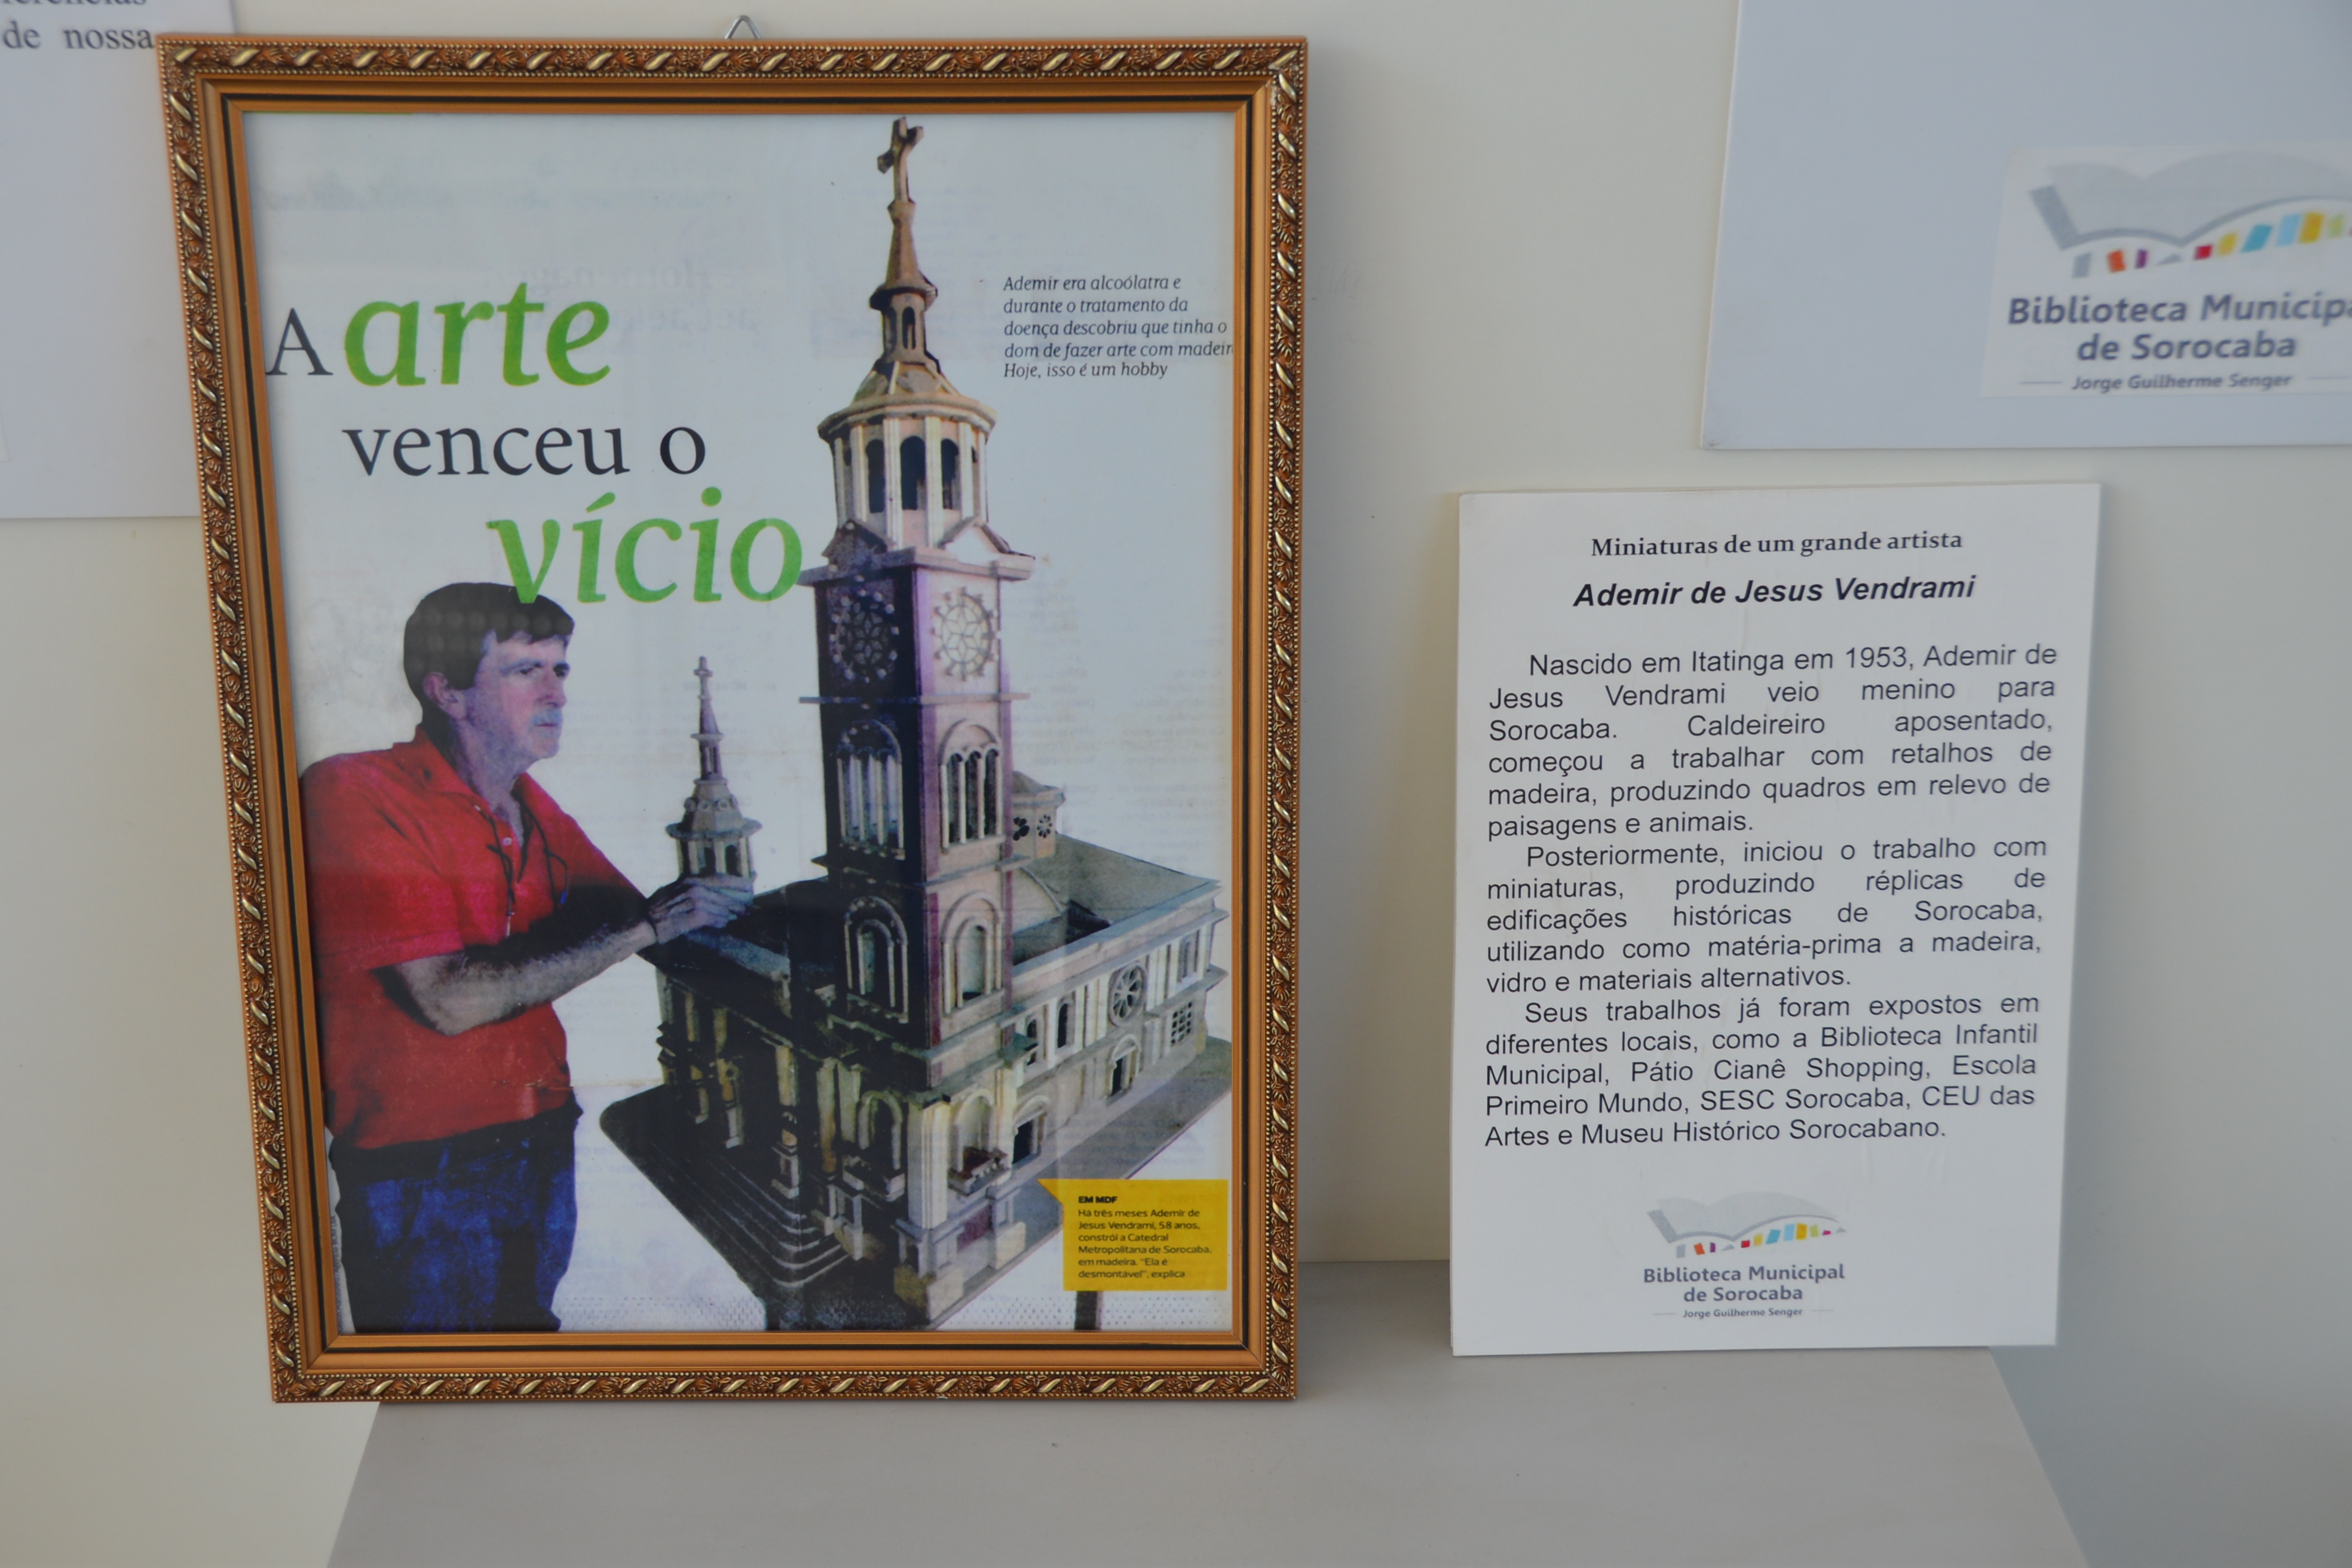 de nossa
A arte
venceu o
vício
Ademir era alcoólatra e
durante o tratamento da
doença descobriu que tinha o
dom de fazer arte com madeir
Hoje, isso é um hobby
EM MDF
Há três meses Ademir de
Jesus Vendrami, 58 anos,
constrói a Catedral
Metropolitana de Sorocaba,
em madeira. "Ela é
desmontável", explica
Biblioteca Municipa
de Sorocaba
Jorge Guilherme Senger
Miniaturas de um grande artista
Ademir de Jesus Vendrami
Nascido em Itatinga em 1953, Ademir de
Jesus Vendrami veio menino para
Sorocaba. Caldeireiro aposentado,
começou a trabalhar com retalhos de
madeira, produzindo quadros em relevo de
paisagens e animais.
Posteriormente, iniciou o trabalho com
miniaturas, produzindo réplicas de
edificações históricas de Sorocaba,
utilizando como matéria-prima a madeira,
vidro e materiais alternativos.
Seus trabalhos já foram expostos em
diferentes locais, como a Biblioteca Infantil
Municipal, Pátio Cianê Shopping, Escola
Primeiro Mundo, SESC Sorocaba, CEU das
Artes e Museu Histórico Sorocabano.
Biblioteca Municipal
de Sorocaba
Jorge Guilherme Senger